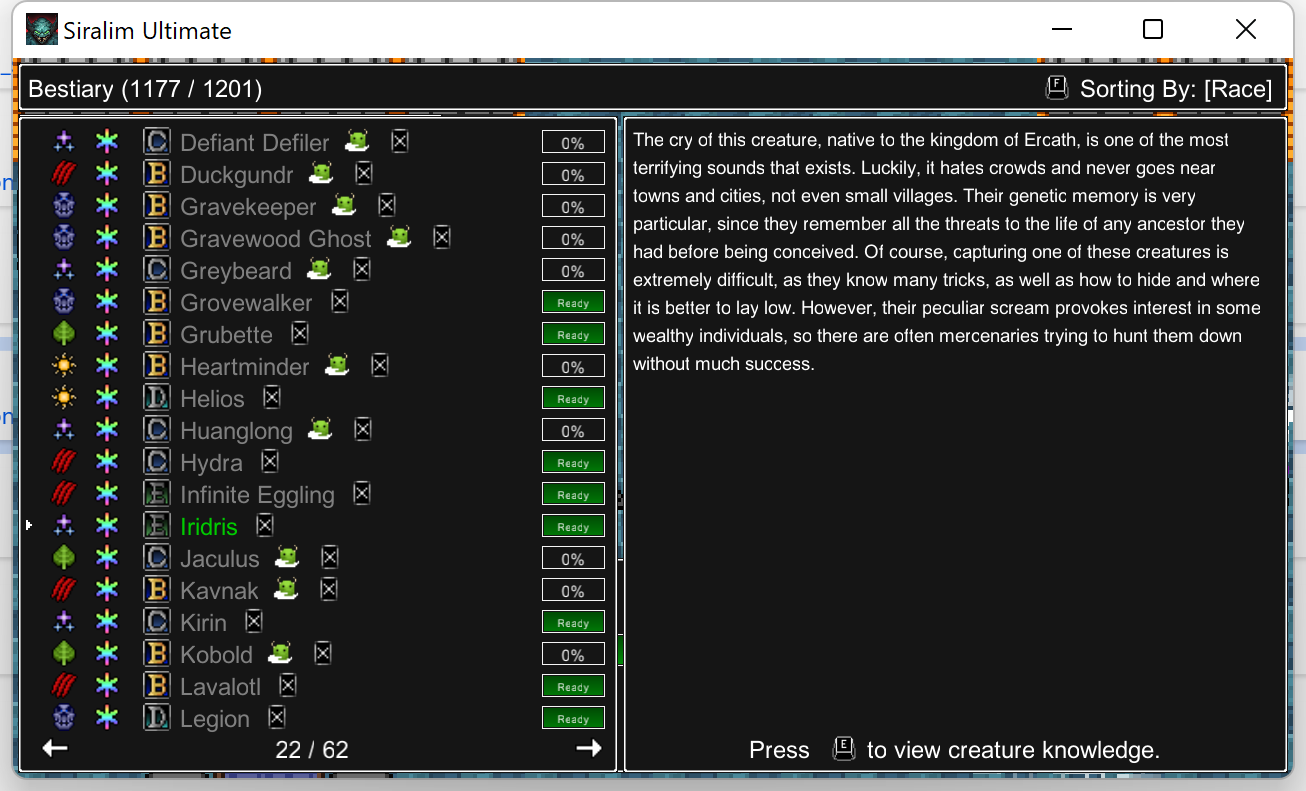 Siralim Ultimate
Bestiary (1177 / 1201)
F Sorting By: [Race]
C Defiant Defiler 0%
B Duckgundr 0%
B Gravekeeper 0%
B Gravewood Ghost 0%
C Greybeard 0%
B Grovewalker Ready
B Grubette Ready
B Heartminder 0%
D Helios Ready
C Huanglong 0%
C Hydra Ready
E Infinite Eggling Ready
E Iridris Ready
C Jaculus 0%
B Kavnak 0%
C Kirin Ready
B Kobold 0%
B Lavalotl Ready
D Legion Ready
22 / 62
The cry of this creature, native to the kingdom of Ercath, is one of the most
terrifying sounds that exists. Luckily, it hates crowds and never goes near
towns and cities, not even small villages. Their genetic memory is very
particular, since they remember all the threats to the life of any ancestor they
had before being conceived. Of course, capturing one of these creatures is
extremely difficult, as they know many tricks, as well as how to hide and where
it is better to lay low. However, their peculiar scream provokes interest in some
wealthy individuals, so there are often mercenaries trying to hunt them down
without much success.
Press E to view creature knowledge.